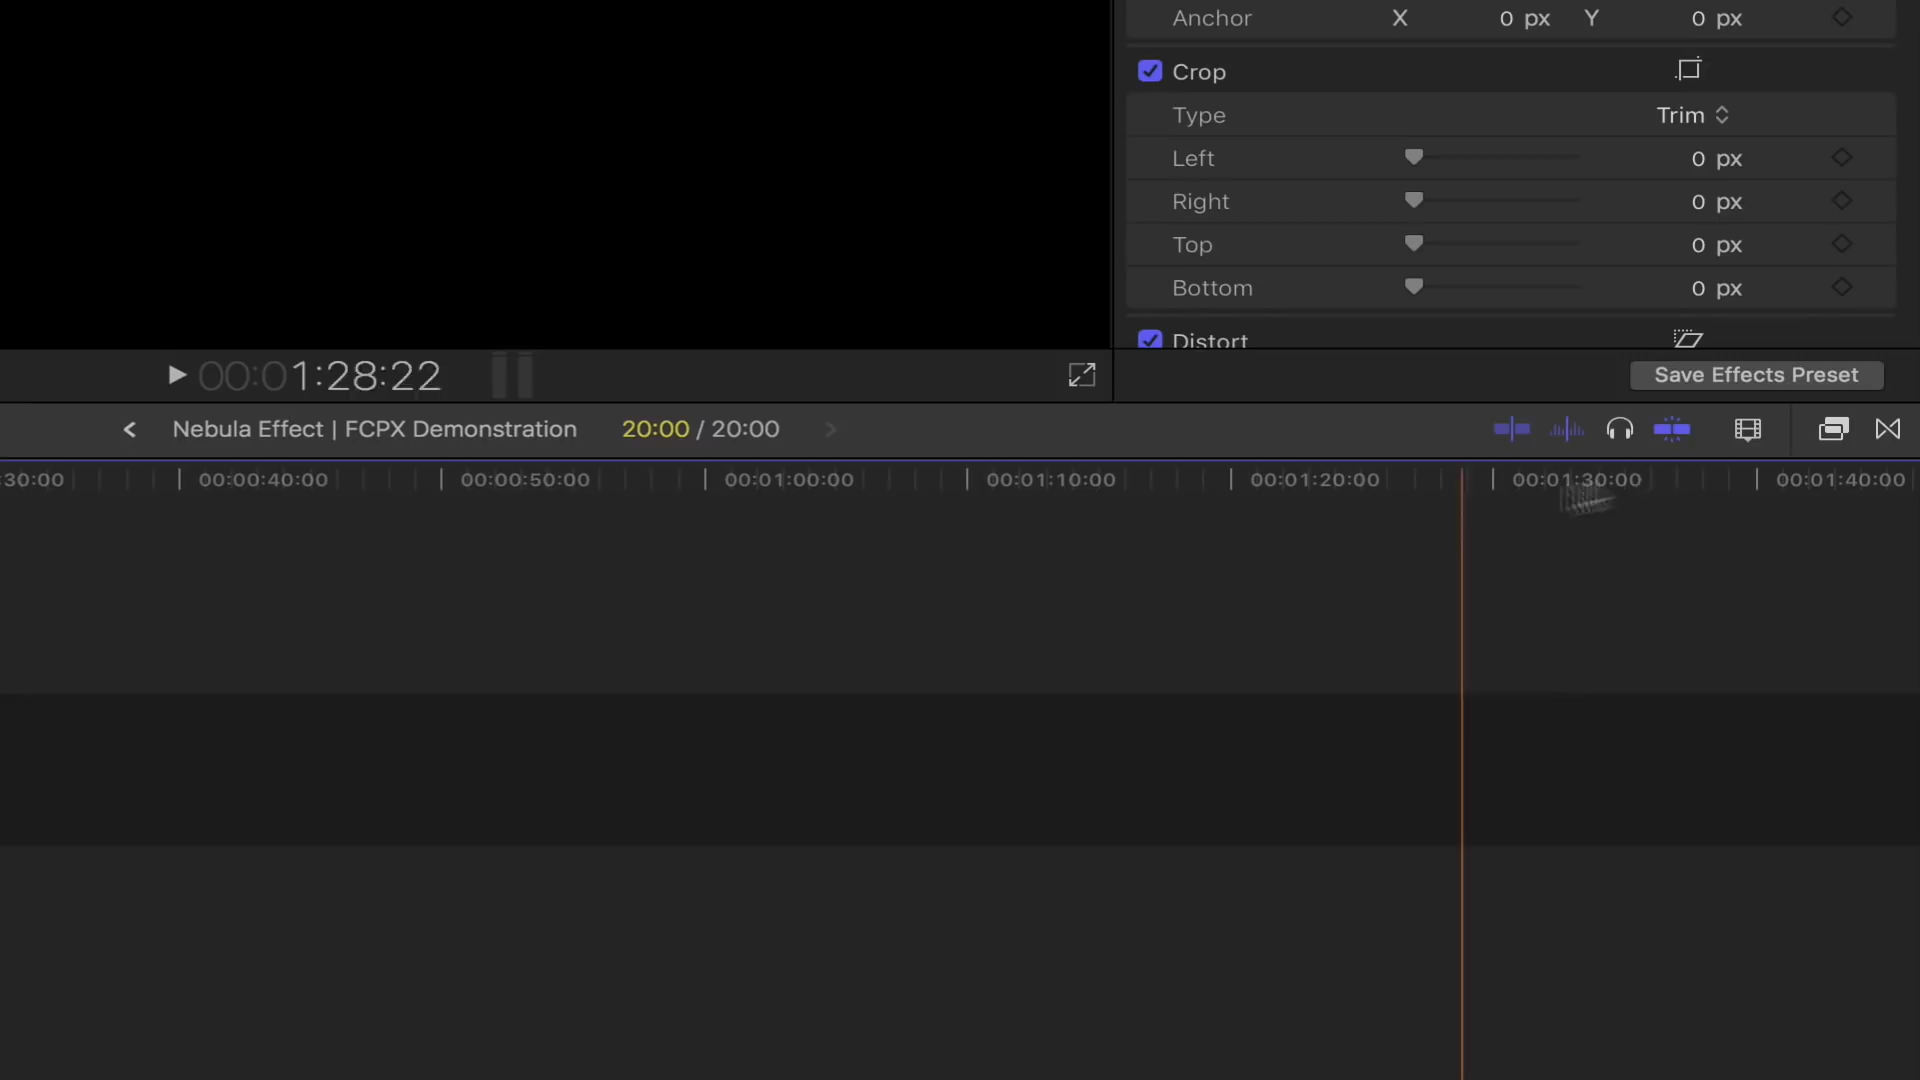 Anchor X 0 px Y 0 px
Crop
Type Trim
Left 0 px
Right 0 px
Top 0 px
Bottom 0 px
Distort
00:01:28:22
Save Effects Preset
Nebula Effect | FCPX Demonstration 20:00 / 20:00
:30:00 00:00:40:00 00:00:50:00 00:01:00:00 00:01:10:00 00:01:20:00 00:01:30:00 00:01:40:00